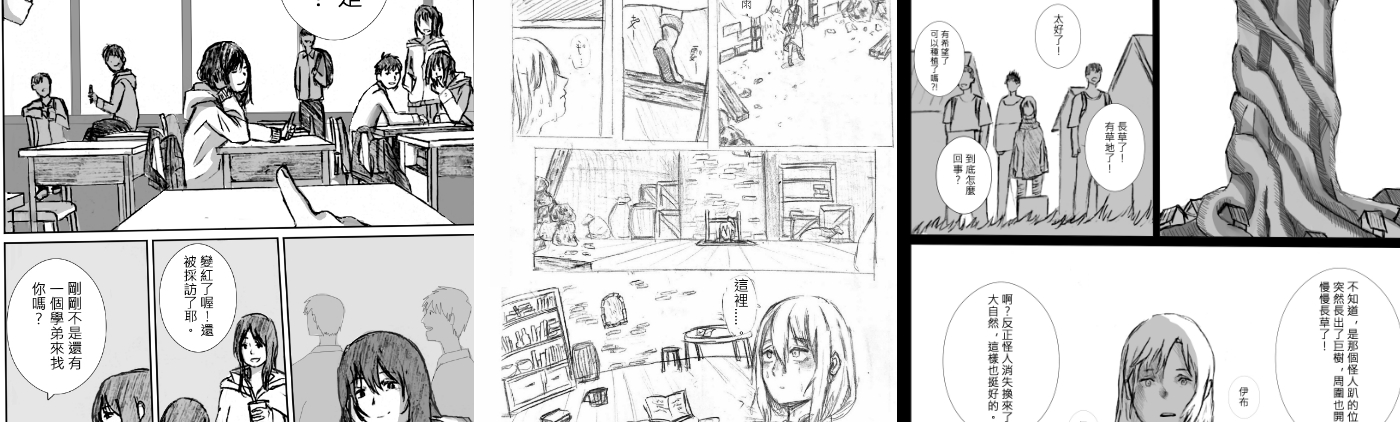 是
？
變紅了喔！還
被採訪了耶。
剛剛不是還有
一個學弟來找
你嗎？
雨，
這裡……
太好了！
有希望了
可以種植了嗎?!
長草了！
有草地了！
到底怎麼
回事？
不知道，是那個怪人趴的位
突然長出了巨樹，周圍也開
慢慢長草了！
伊布
啊？反正怪人消失換來了
大自然，這樣也挺好的。